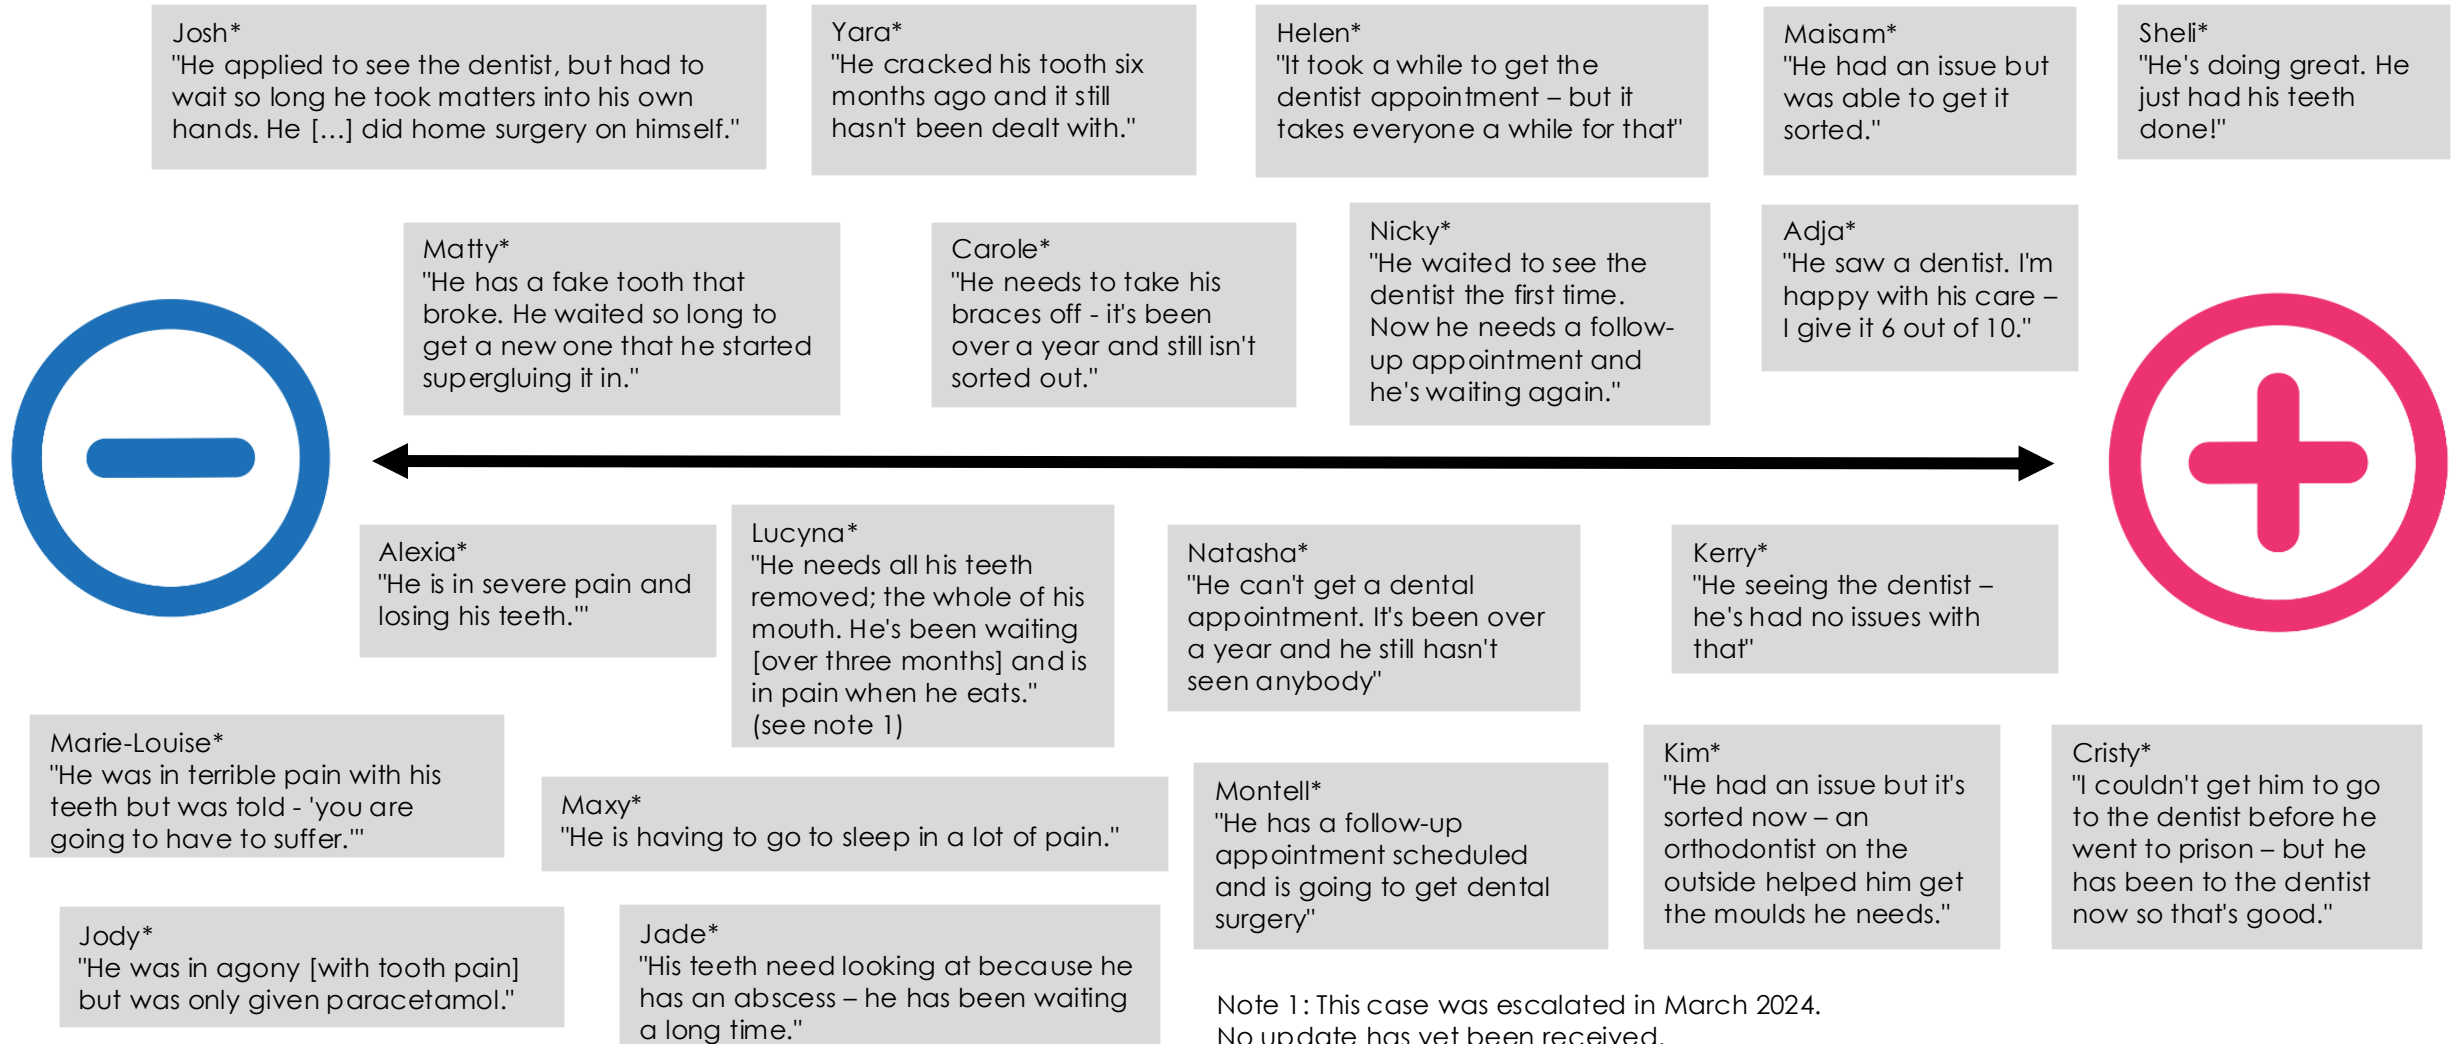 Josh*
"He applied to see the dentist, but had to
wait so long he took matters into his own
hands. He [...] did home surgery on himself."
Yara*
"He cracked his tooth six
months ago and it still
hasn't been dealt with."
Helen*
"It took a while to get the
dentist appointment – but it
takes everyone a while for that"
Maisam*
"He had an issue but
was able to get it
sorted."
Sheli*
"He's doing great. He
just had his teeth
done!"
Matty*
"He has a fake tooth that
broke. He waited so long to
get a new one that he started
supergluing it in."
Carole*
"He needs to take his
braces off - it's been
over a year and still isn't
sorted out."
Nicky*
"He waited to see the
dentist the first time.
Now he needs a follow-
up appointment and
he's waiting again."
Adja*
"He saw a dentist. I'm
happy with his care –
I give it 6 out of 10."
Alexia*
"He is in severe pain and
losing his teeth.'"
Lucyna*
"He needs all his teeth
removed; the whole of his
mouth. He's been waiting
[over three months] and is
in pain when he eats."
(see note 1)
Natasha*
"He can't get a dental
appointment. It's been over
a year and he still hasn't
seen anybody"
Kerry*
"He seeing the dentist –
he's had no issues with
that"
Marie-Louise*
"He was in terrible pain with his
teeth but was told - 'you are
going to have to suffer.'"
Maxy*
"He is having to go to sleep in a lot of pain."
Montell*
"He has a follow-up
appointment scheduled
and is going to get dental
surgery"
Kim*
"He had an issue but it's
sorted now – an
orthodontist on the
outside helped him get
the moulds he needs."
Cristy*
"I couldn't get him to go
to the dentist before he
went to prison – but he
has been to the dentist
now so that's good."
Jody*
"He was in agony [with tooth pain]
but was only given paracetamol."
Jade*
"His teeth need looking at because he
has an abscess – he has been waiting
a long time."
Note 1: This case was escalated in March 2024.
No update has yet been received.